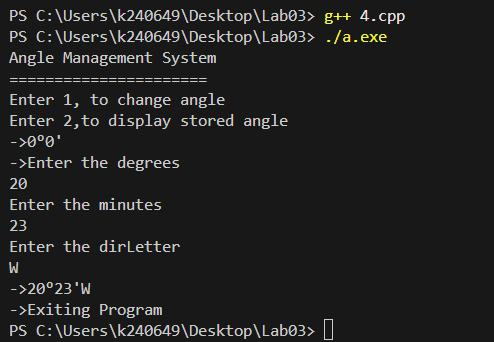 PS C:\Users\k240649\Desktop\Lab03> g++ 4.cpp
PS C:\Users\k240649\Desktop\Lab03> ./a.exe
Angle Management System
======================
Enter 1, to change angle
Enter 2,to display stored angle
->0º0'
->Enter the degrees
20
Enter the minutes
23
Enter the dirLetter
W
->20º23'W
->Exiting Program
PS C:\Users\k240649\Desktop\Lab03>